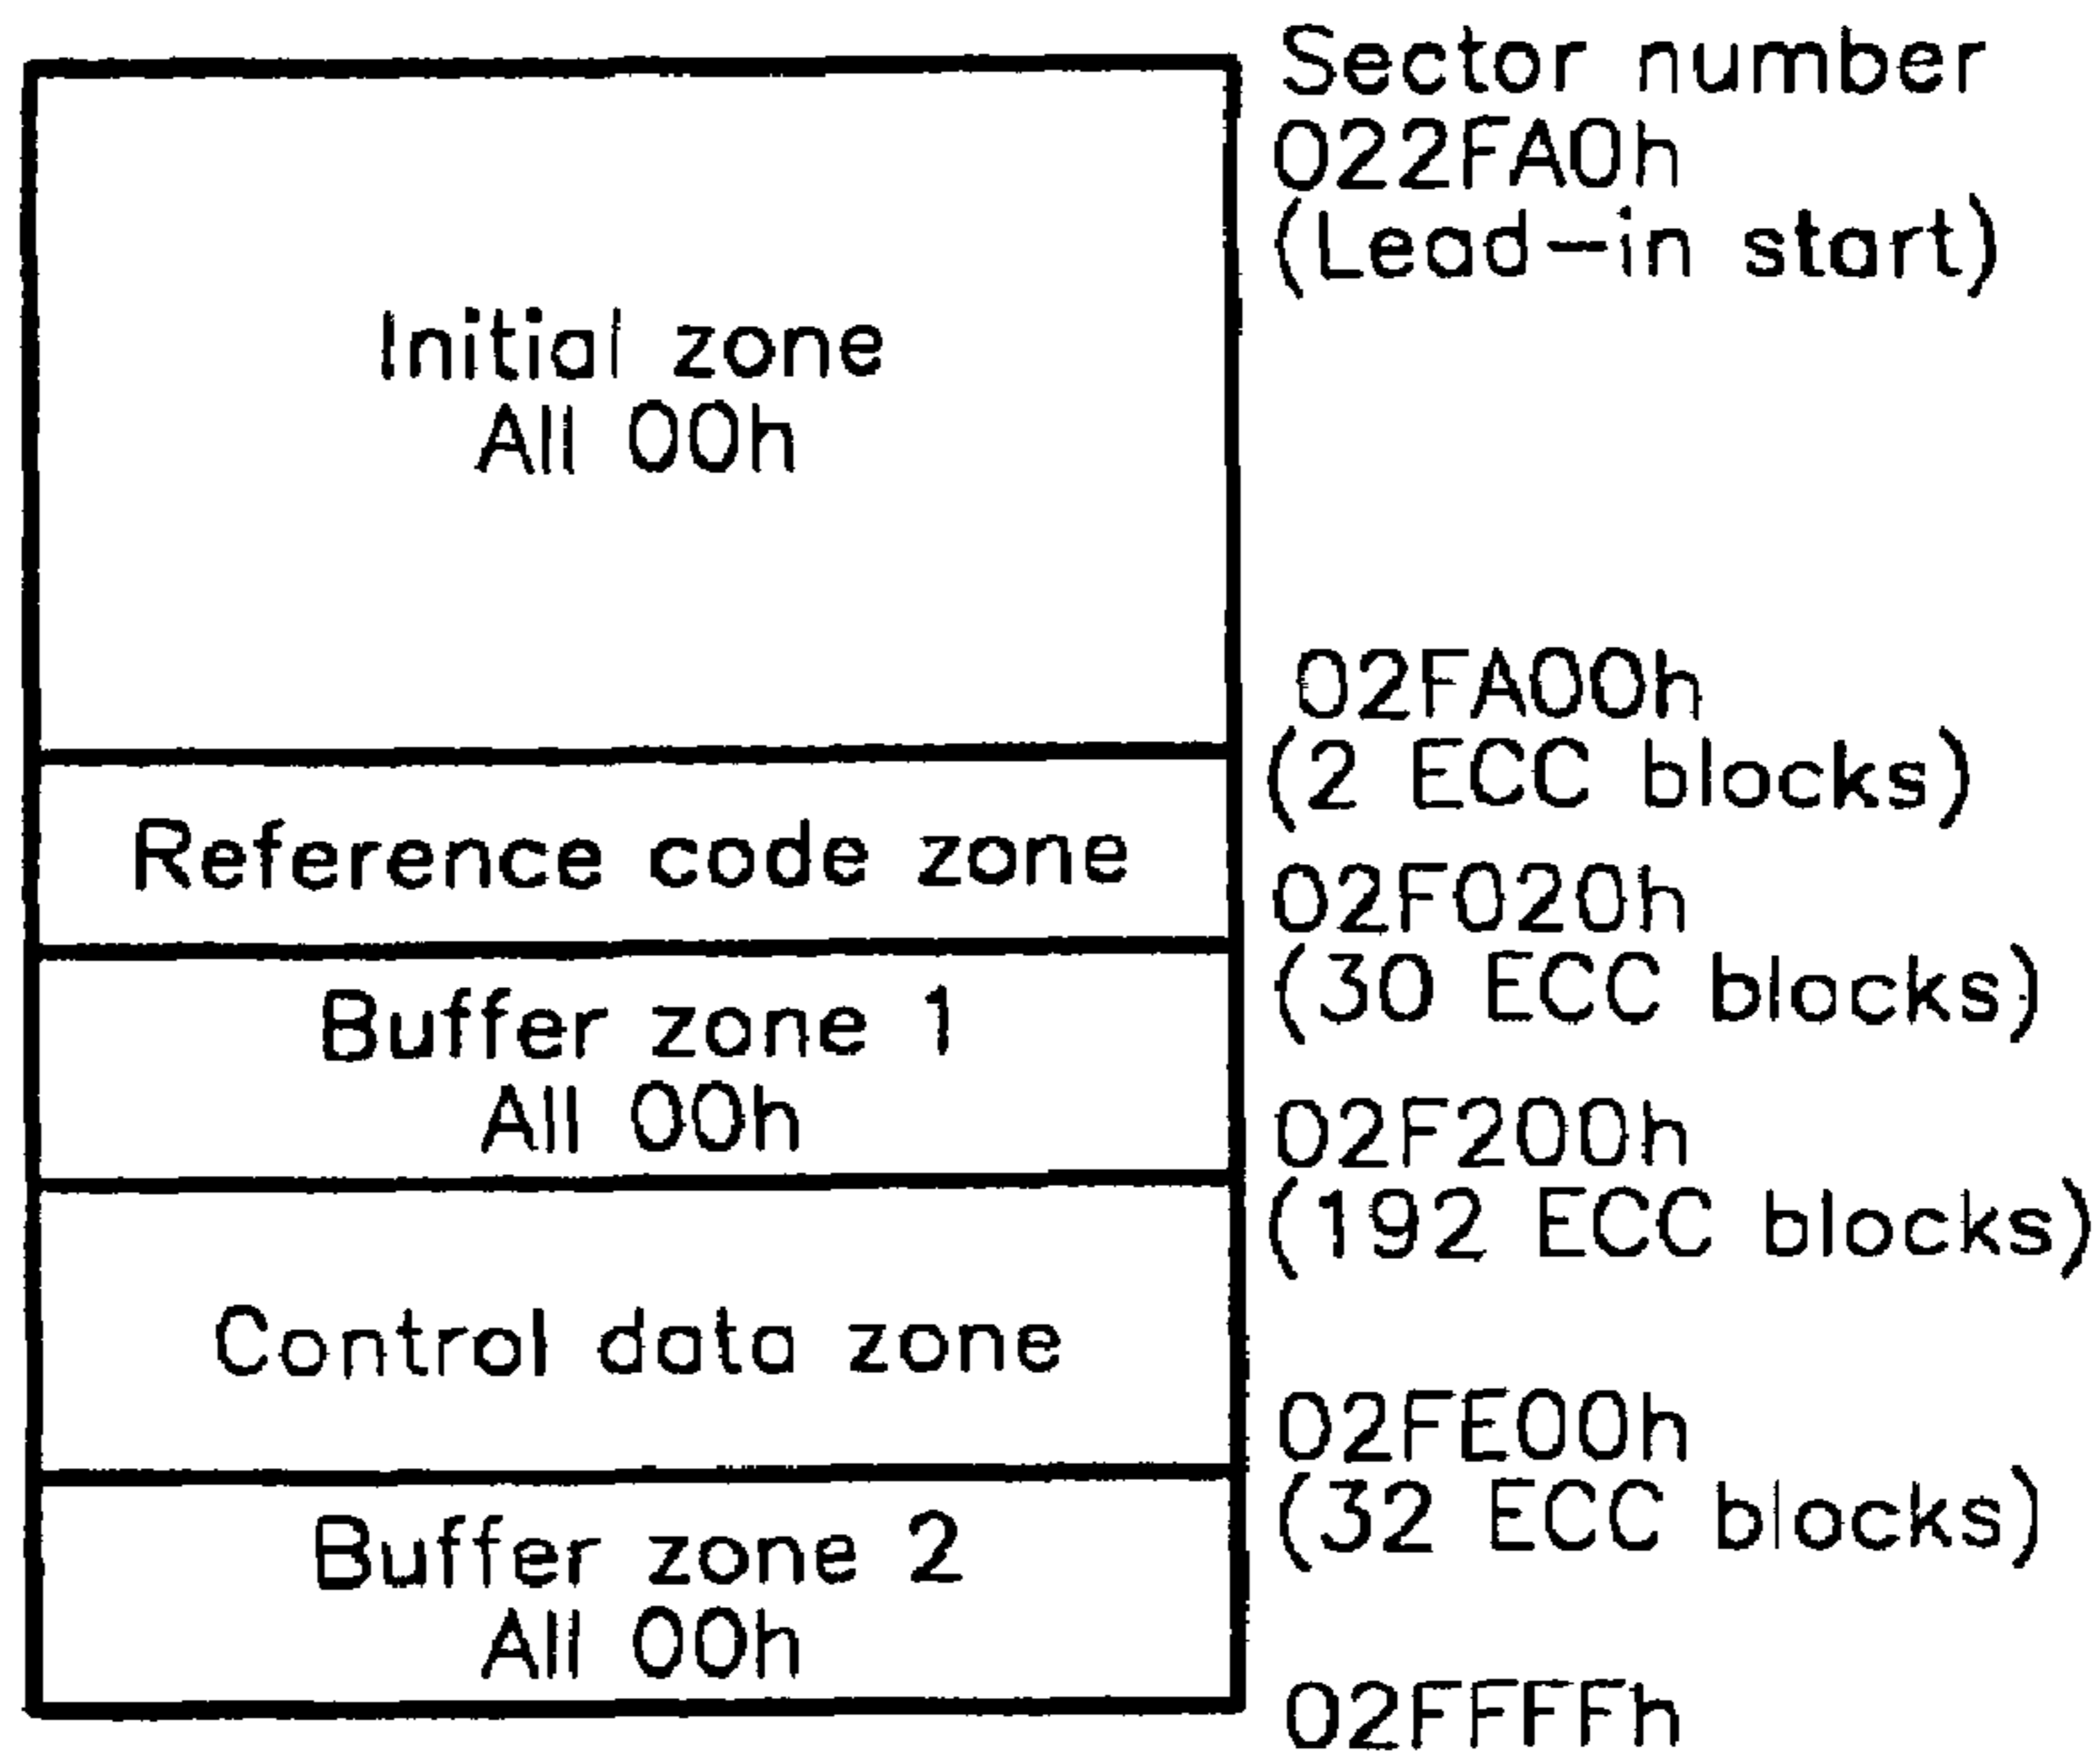 Sector number
022FA0h
(Lead-in start)
Initial zone
All 00h
02FA00h
(2 ECC blocks)
Reference code zone
02F020h
(30 ECC blocks)
Buffer zone 1
All 00h
02F200h
(192 ECC blocks)
Control data zone
02FE00h
(32 ECC blocks)
Buffer zone 2
All 00h
02FFFFh